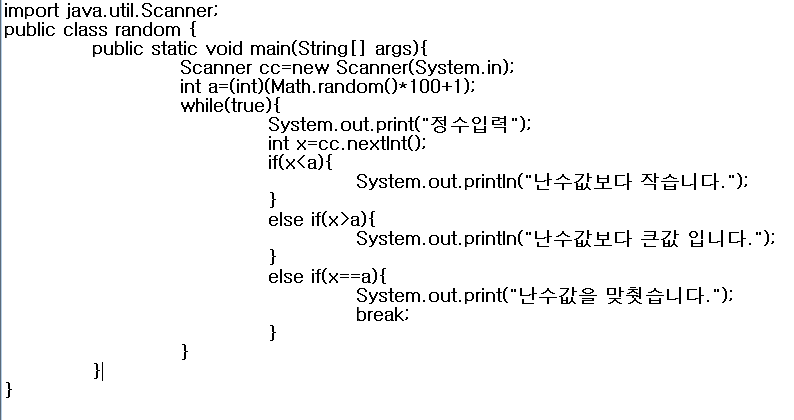 import java.util.Scanner;
public class random {
public static void main(String[] args){
Scanner cc=new Scanner(System.in);
int a=(int)(Math.random()*100+1);
while(true){
System.out.print("정수입력");
int x=cc.nextInt();
if(x<a){
System.out.println("난수값보다 작습니다.");
}
else if(x>a){
System.out.println("난수값보다 큰값 입니다.");
}
else if(x==a){
System.out.print("난수값을 맞췃습니다.");
break;
}
}
}
}